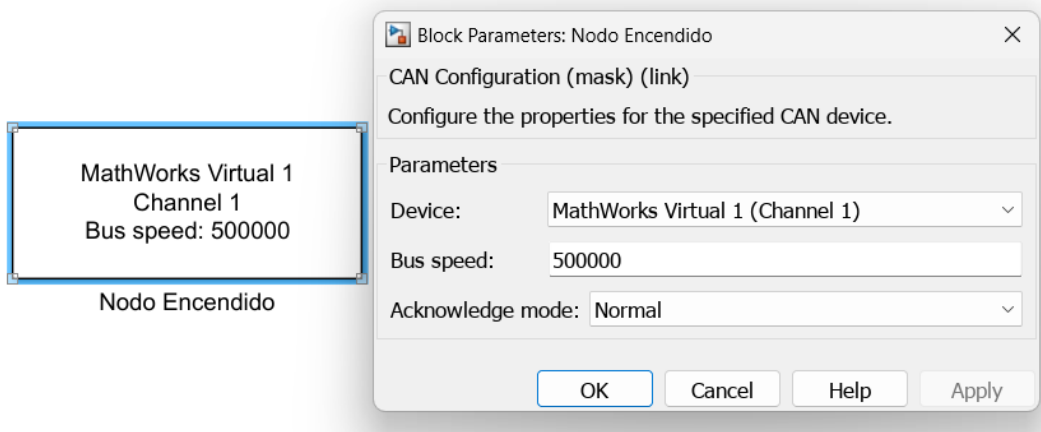 MathWorks Virtual 1
Channel 1
Bus speed: 500000
Nodo Encendido
Block Parameters: Nodo Encendido
CAN Configuration (mask) (link)
Configure the properties for the specified CAN device.
Parameters
Device: MathWorks Virtual 1 (Channel 1)
Bus speed: 500000
Acknowledge mode: Normal
OK Cancel Help Apply